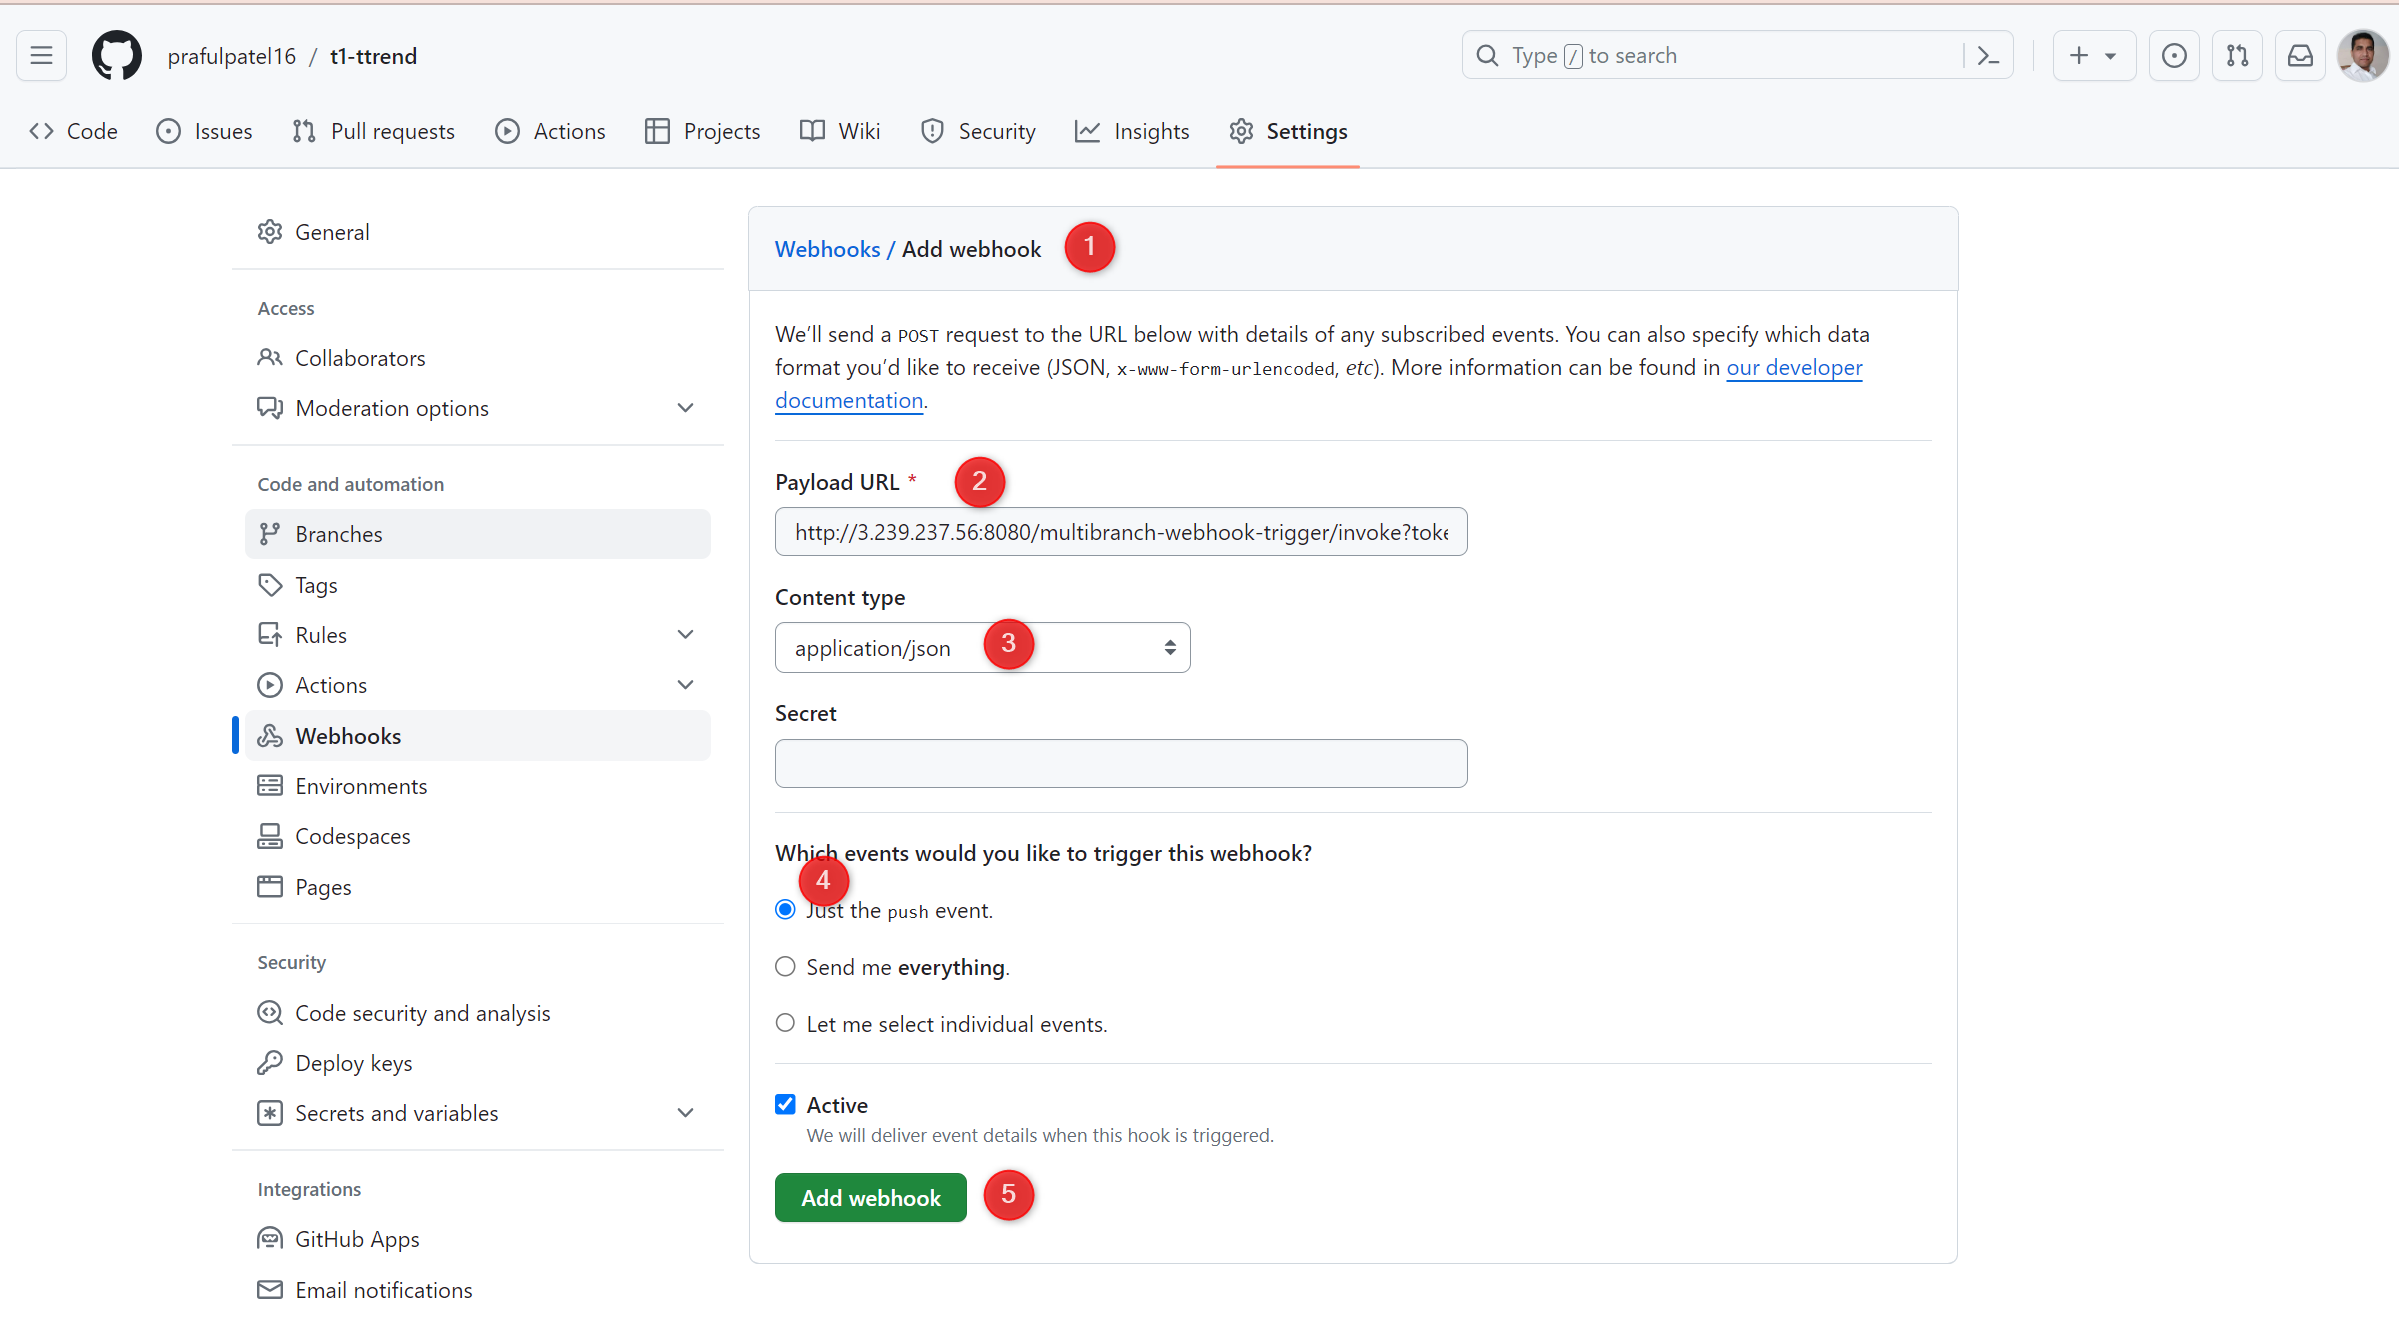 prafulpatel16 / t1-ttrend
Type / to search
Code
Issues
Pull requests
Actions
Projects
Wiki
Security
Insights
Settings
General
Access
Collaborators
Moderation options
Code and automation
Branches
Tags
Rules
Actions
Webhooks
Environments
Codespaces
Pages
Security
Code security and analysis
Deploy keys
Secrets and variables
Integrations
GitHub Apps
Email notifications
Webhooks / Add webhook 1
We’ll send a POST request to the URL below with details of any subscribed events. You can also specify which data
format you’d like to receive (JSON, x-www-form-urlencoded, etc). More information can be found in our developer
documentation.
Payload URL * 2
http://3.239.237.56:8080/multibranch-webhook-trigger/invoke?toke
Content type
application/json 3
Secret
Which events would you like to trigger this webhook?
4
Just the push event.
Send me everything.
Let me select individual events.
Active
We will deliver event details when this hook is triggered.
Add webhook 5